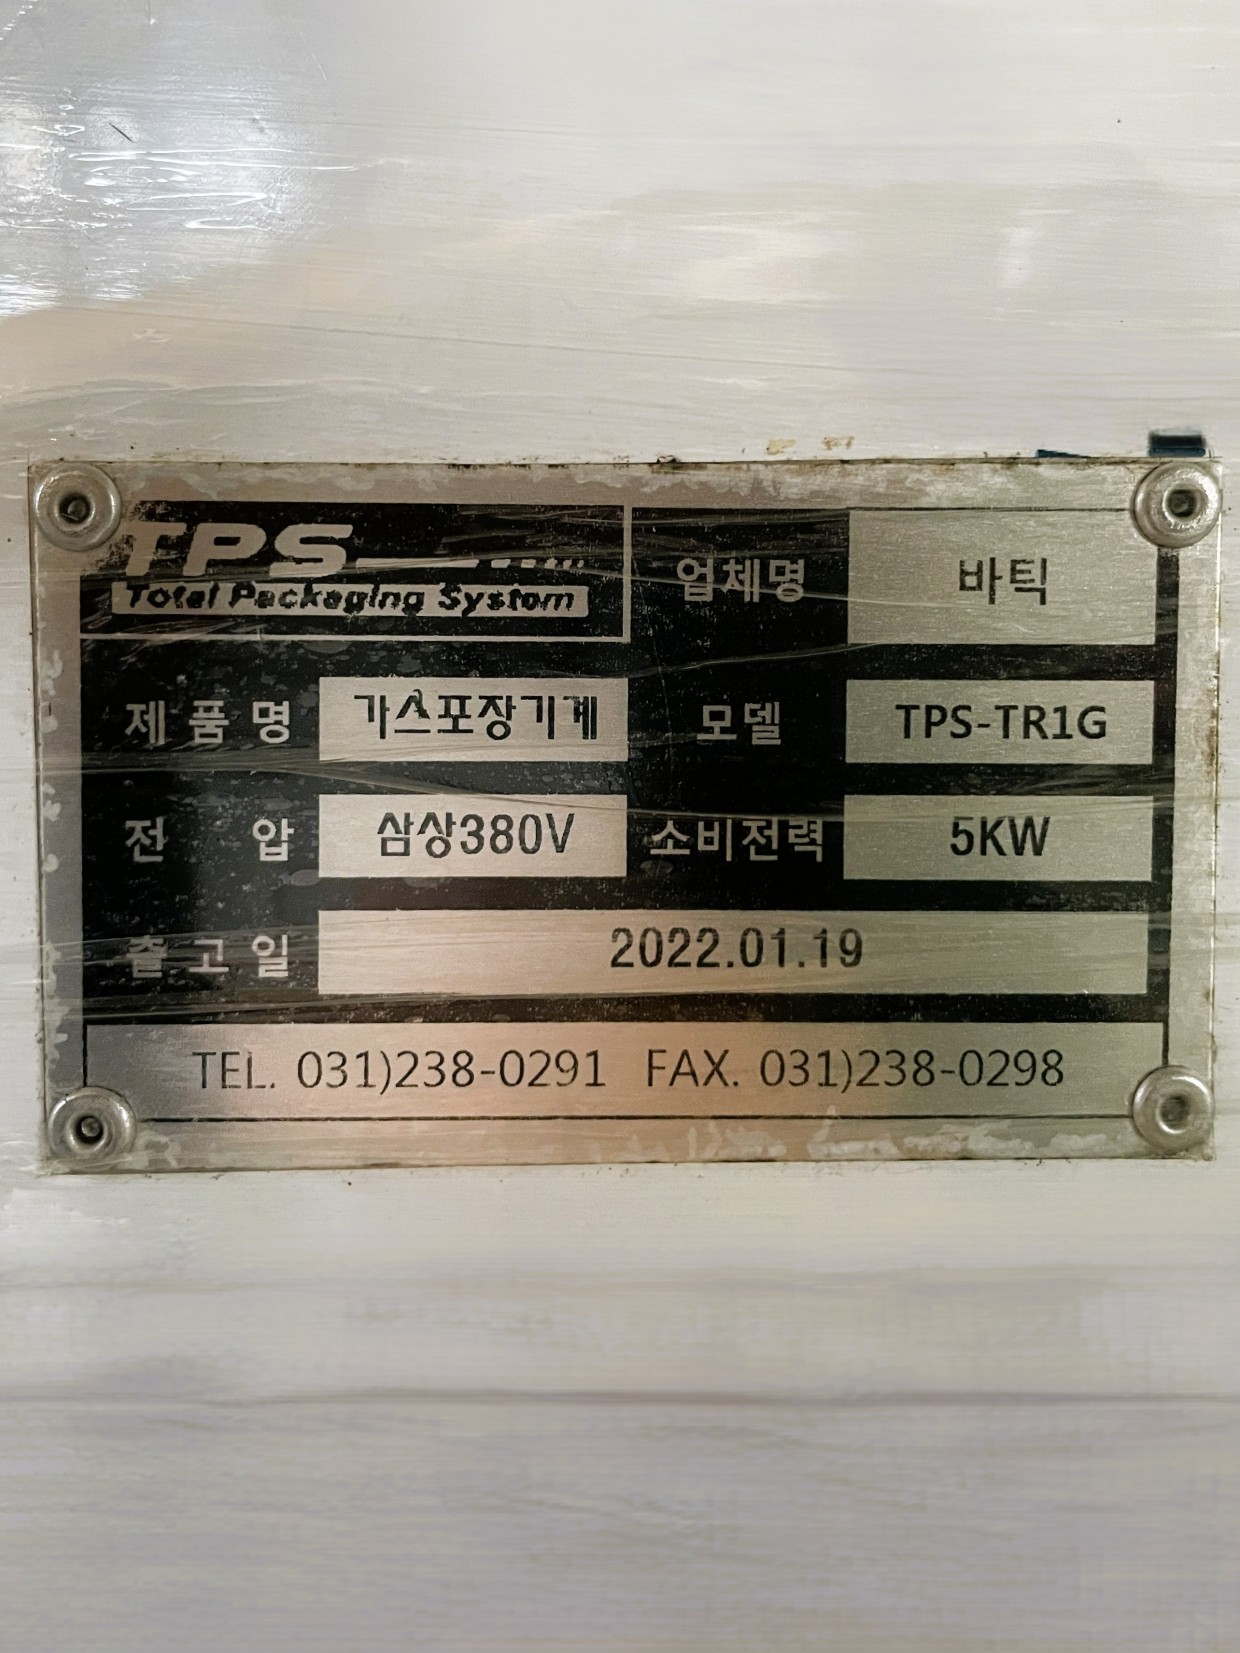 TPS
Total Packaging System
업체명 바틱
제품명 가스포장기계 모델 TPS-TR1G
전압 삼상380V 소비전력 5KW
출고일 2022.01.19
TEL. 031)238-0291 FAX. 031)238-0298